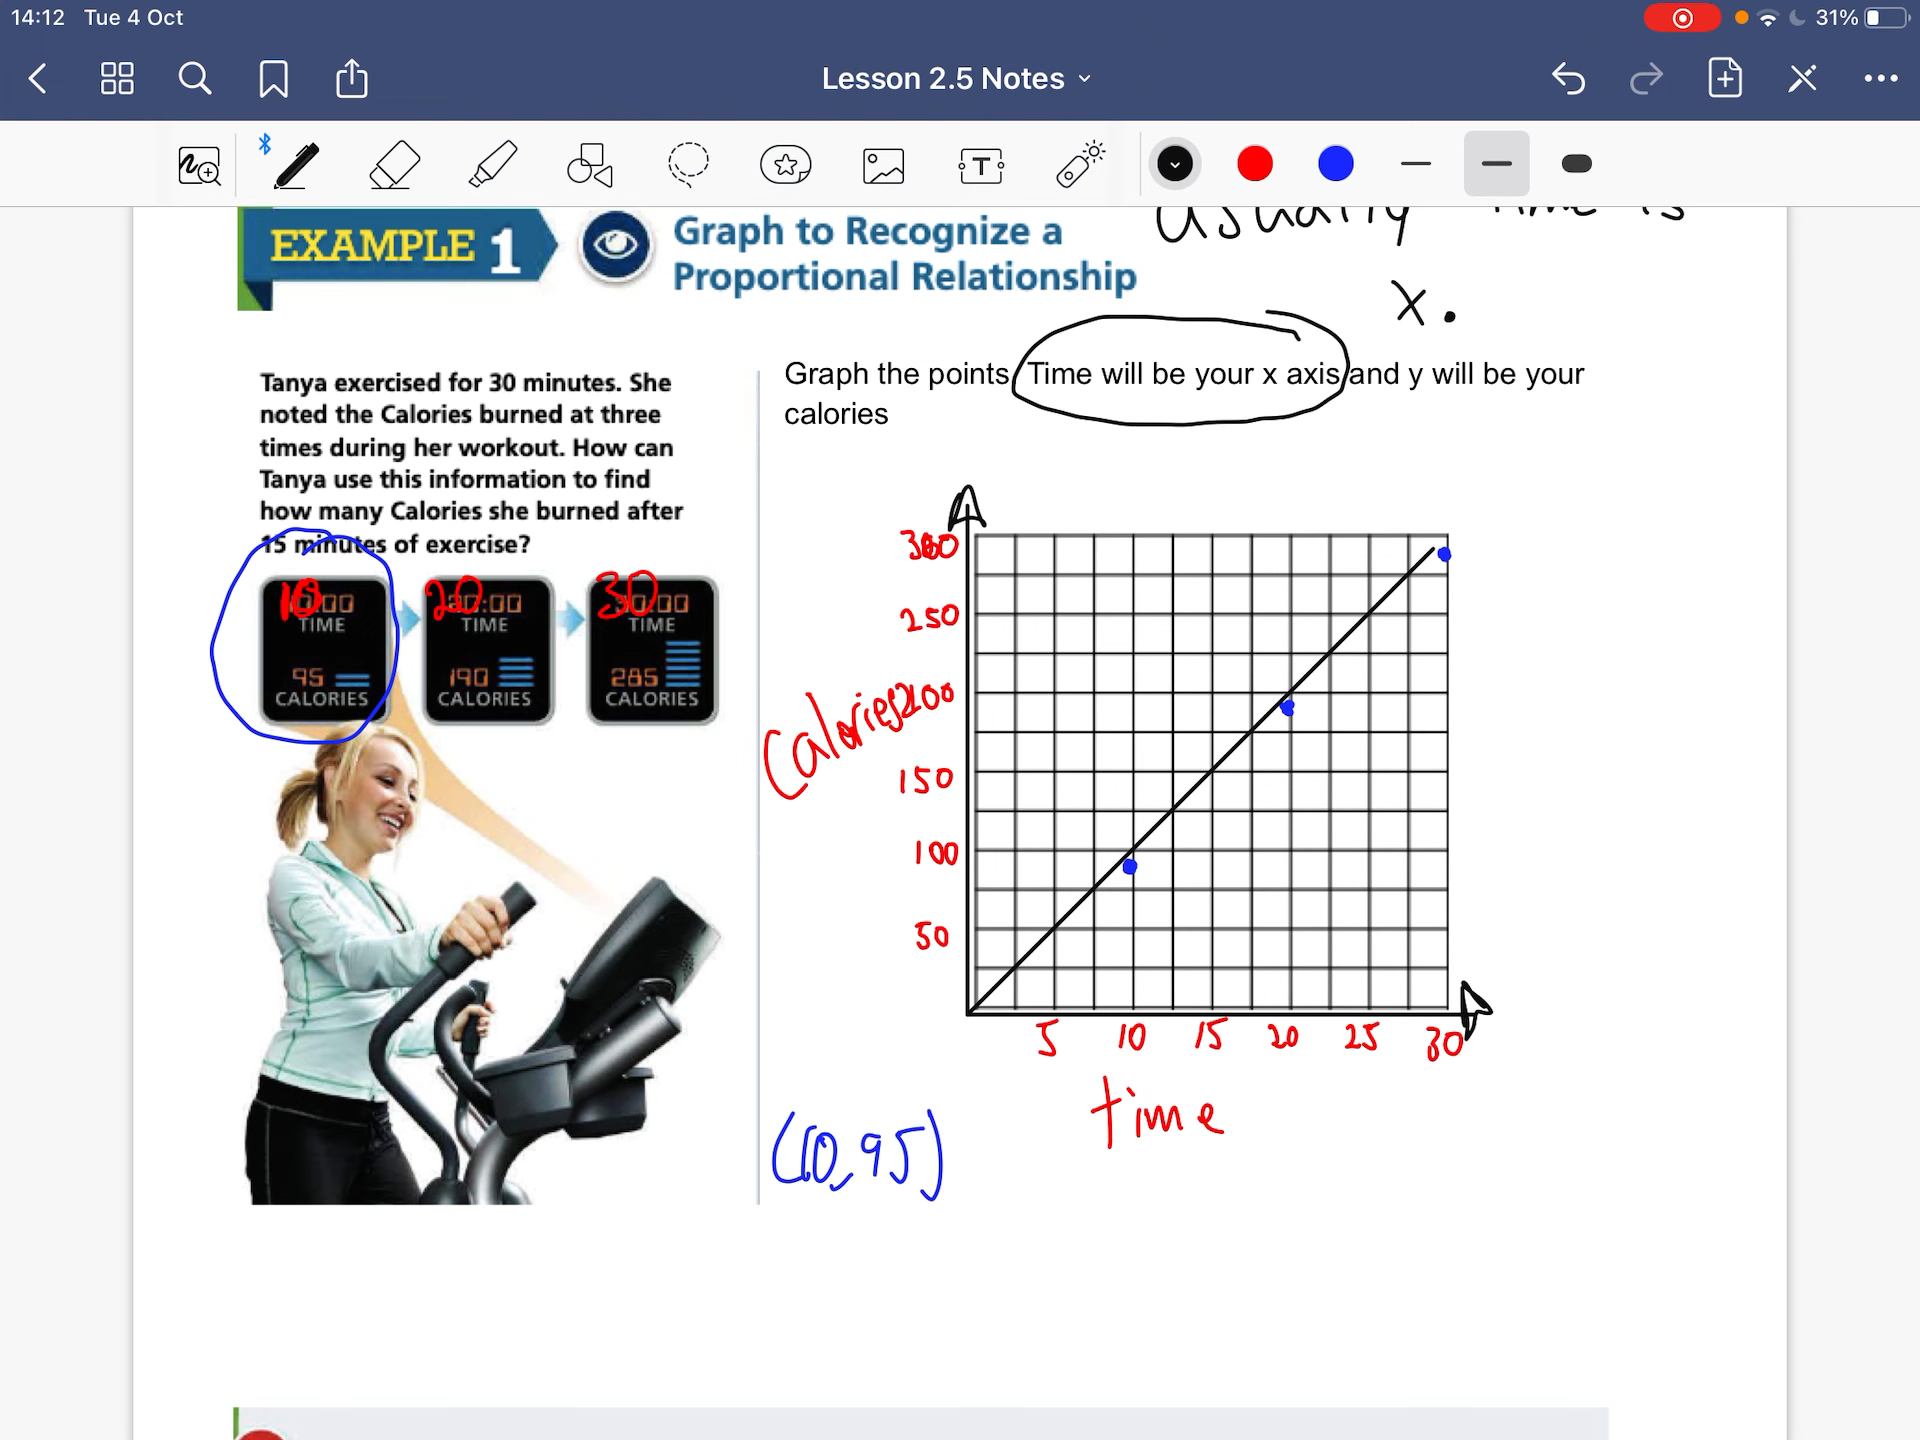 14:12 Tue 4 Oct
31%
Lesson 2.5 Notes
T
usually time is
x.
EXAMPLE 1
Graph to Recognize a
Proportional Relationship
Tanya exercised for 30 minutes. She
noted the Calories burned at three
times during her workout. How can
Tanya use this information to find
how many Calories she burned after
15 minutes of exercise?
Graph the points Time will be your x axis and y will be your
calories
10 20 30
TIME TIME TIME
95 190 285
CALORIES CALORIES CALORIES
300
250
200
150
100
50
Calories
5 10 15 20 25 30
time
(10,95)